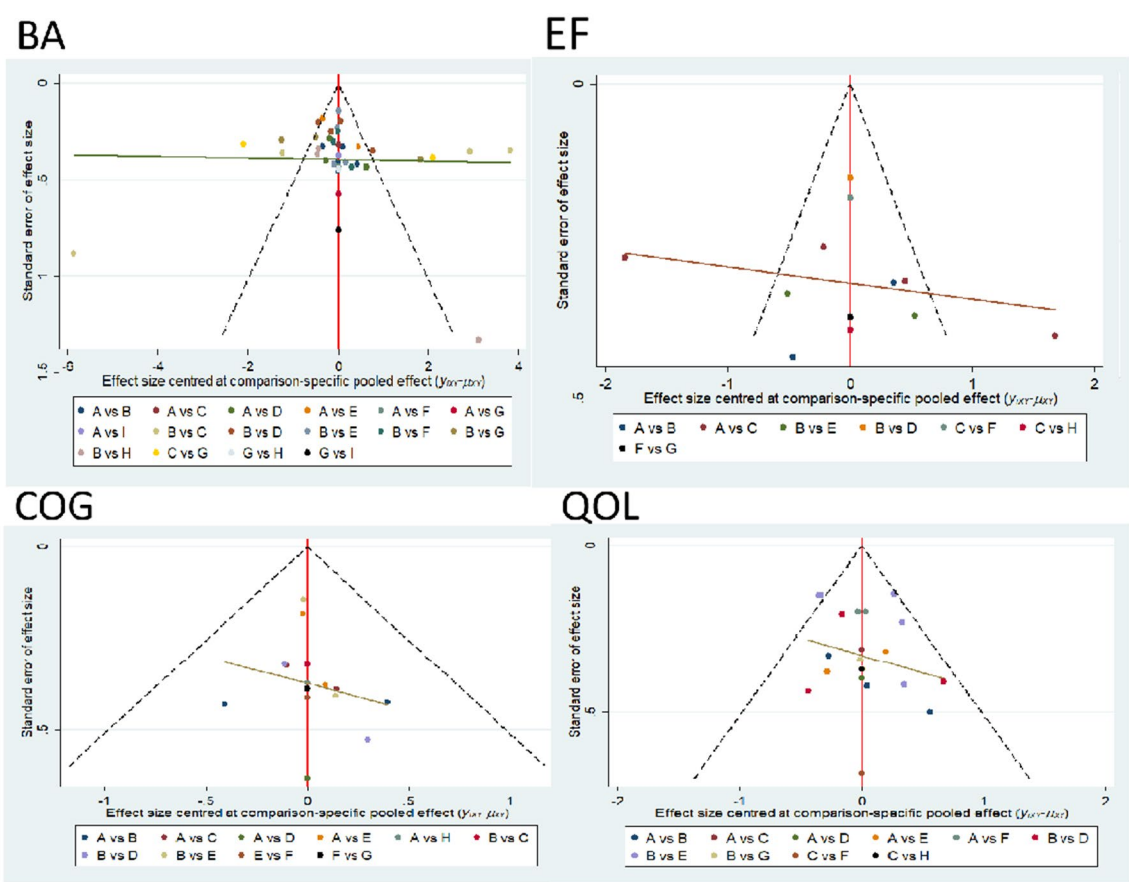 BA
EF
0
.5
1
1.5
Standard error of effect size
-6
-4
-2
0
2
4
Effect size centred at comparison-specific pooled effect (yᵢXY-μXY)
A vs B A vs C A vs D A vs E A vs F A vs G
A vs I B vs C B vs D B vs E B vs F B vs G
B vs H C vs G G vs H G vs I
0
.5
Standard error of effect size
-2
-1
0
1
2
Effect size centred at comparison-specific pooled effect (yᵢXY-μXY)
A vs B A vs C B vs E B vs D C vs F C vs H
F vs G
COG
QOL
0
.5
Standard error of effect size
-1
-.5
0
.5
1
Effect size centred at comparison-specific pooled effect (yᵢXY-μXY)
A vs B A vs C A vs D A vs E A vs H B vs C
B vs D B vs E E vs F F vs G
0
.5
Standard error of effect size
-2
-1
0
1
2
Effect size centred at comparison-specific pooled effect (yᵢXY-μXY)
A vs B A vs C A vs D A vs E A vs F B vs D
B vs E B vs G C vs F C vs H